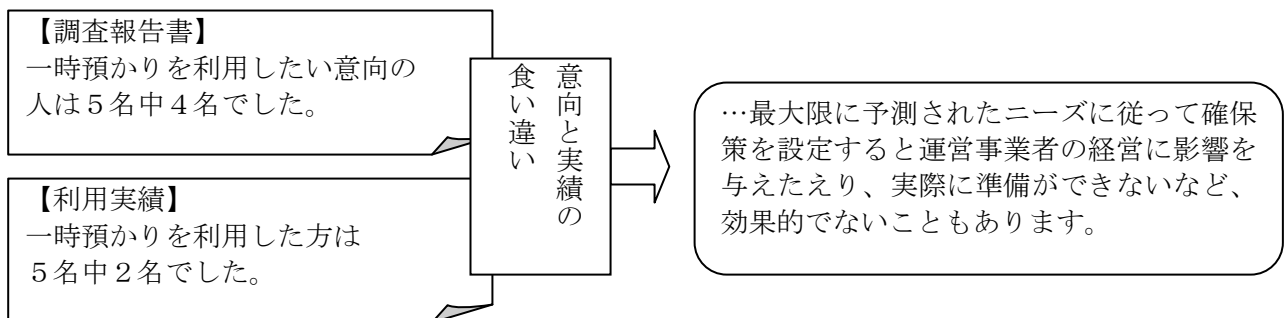 【調査報告書】
一時預かりを利用したい意向の
人は５名中４名でした。
【利用実績】
一時預かりを利用した方は
５名中２名でした。
意向と実績の
食い違い
…最大限に予測されたニーズに従って確保
策を設定すると運営事業者の経営に影響を
与えたえり、実際に準備ができないなど、
効果的でないこともあります。